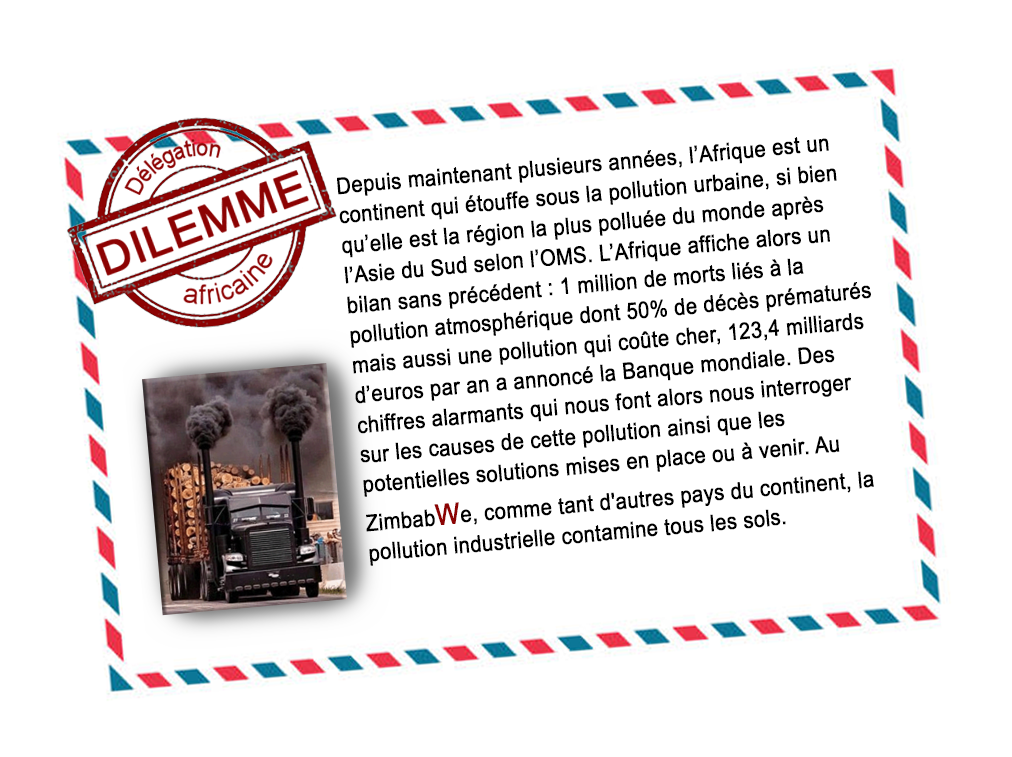 Délégation
DILEMME
africaine
Depuis maintenant plusieurs années, l’Afrique est un
continent qui étouffe sous la pollution urbaine, si bien
qu’elle est la région la plus polluée du monde après
l’Asie du Sud selon l’OMS. L’Afrique affiche alors un
bilan sans précédent : 1 million de morts liés à la
pollution atmosphérique dont 50% de décès prématurés
mais aussi une pollution qui coûte cher, 123,4 milliards
d’euros par an a annoncé la Banque mondiale. Des
chiffres alarmants qui nous font alors nous interroger
sur les causes de cette pollution ainsi que les
potentielles solutions mises en place ou à venir. Au
ZimbabWe, comme tant d'autres pays du continent, la
pollution industrielle contamine tous les sols.